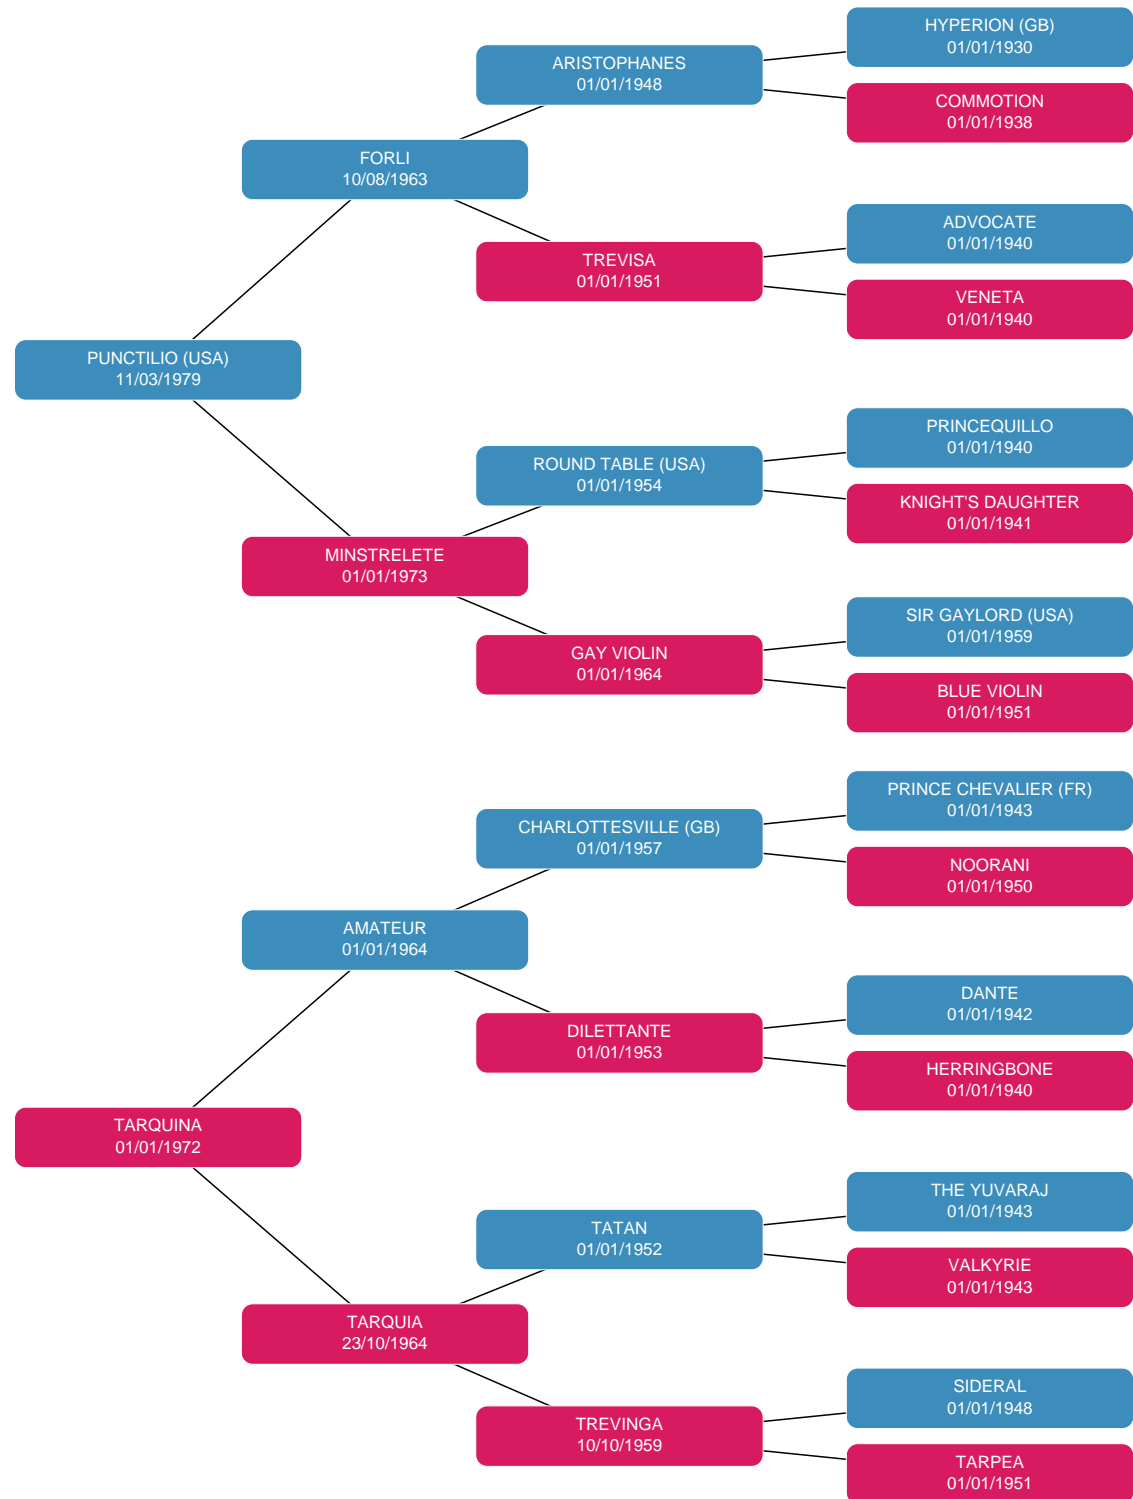 HYPERION (GB)
01/01/1930
ARISTOPHANES
01/01/1948
COMMOTION
01/01/1938
FORLI
10/08/1963
ADVOCATE
01/01/1940
TREVISA
01/01/1951
VENETA
01/01/1940
PUNCTILIO (USA)
11/03/1979
PRINCEQUILLO
01/01/1940
ROUND TABLE (USA)
01/01/1954
KNIGHT'S DAUGHTER
01/01/1941
MINSTRELETE
01/01/1973
SIR GAYLORD (USA)
01/01/1959
GAY VIOLIN
01/01/1964
BLUE VIOLIN
01/01/1951
PRINCE CHEVALIER (FR)
01/01/1943
CHARLOTTESVILLE (GB)
01/01/1957
NOORANI
01/01/1950
AMATEUR
01/01/1964
DANTE
01/01/1942
DILETTANTE
01/01/1953
HERRINGBONE
01/01/1940
TARQUINA
01/01/1972
THE YUVARAJ
01/01/1943
TATAN
01/01/1952
VALKYRIE
01/01/1943
TARQUIA
23/10/1964
SIDERAL
01/01/1948
TREVINGA
10/10/1959
TARPEA
01/01/1951